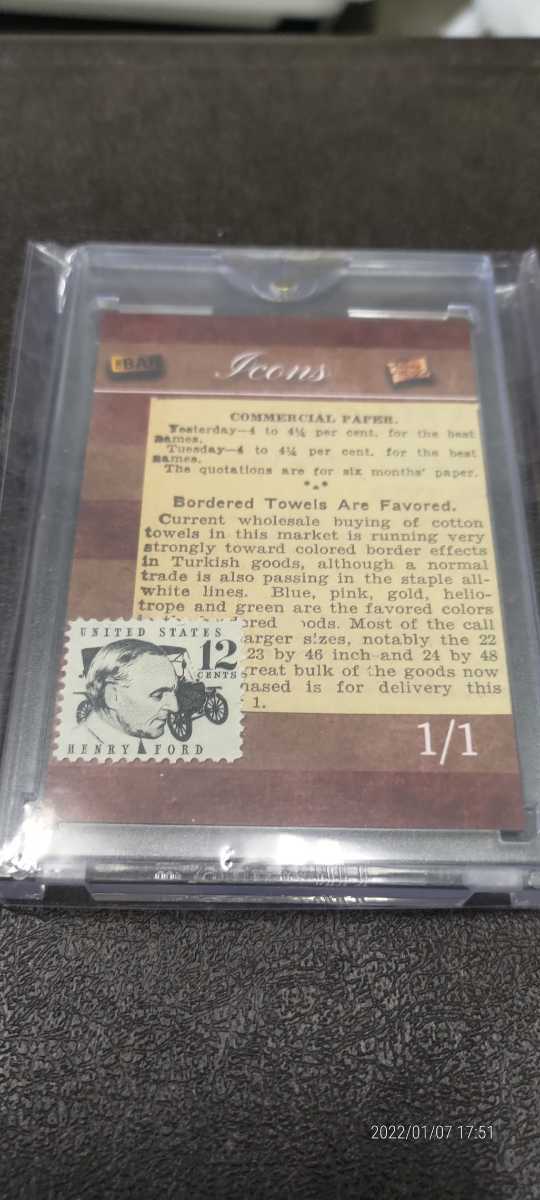 THE BAR
Icons
COMMERCIAL PAPER.
Yesterday—4 to 4¼ per cent. for the best
names.
Tuesday—4 to 4¼ per cent. for the best
names.
The quotations are for six months' paper.
Bordered Towels Are Favored.
Current wholesale buying of cotton
towels in this market is running very
strongly toward colored border effects
in Turkish goods, although a normal
trade is also passing in the staple all-
white lines. Blue, pink, gold, helio-
trope and green are the favored colors
ods. Most of the call
arger sizes, notably the 22
23 by 46 inch and 24 by 48
great bulk of the goods now
hased is for delivery this
1.
UNITED STATES
12
CENTS
HENRY FORD
1/1
2022/01/07 17:51